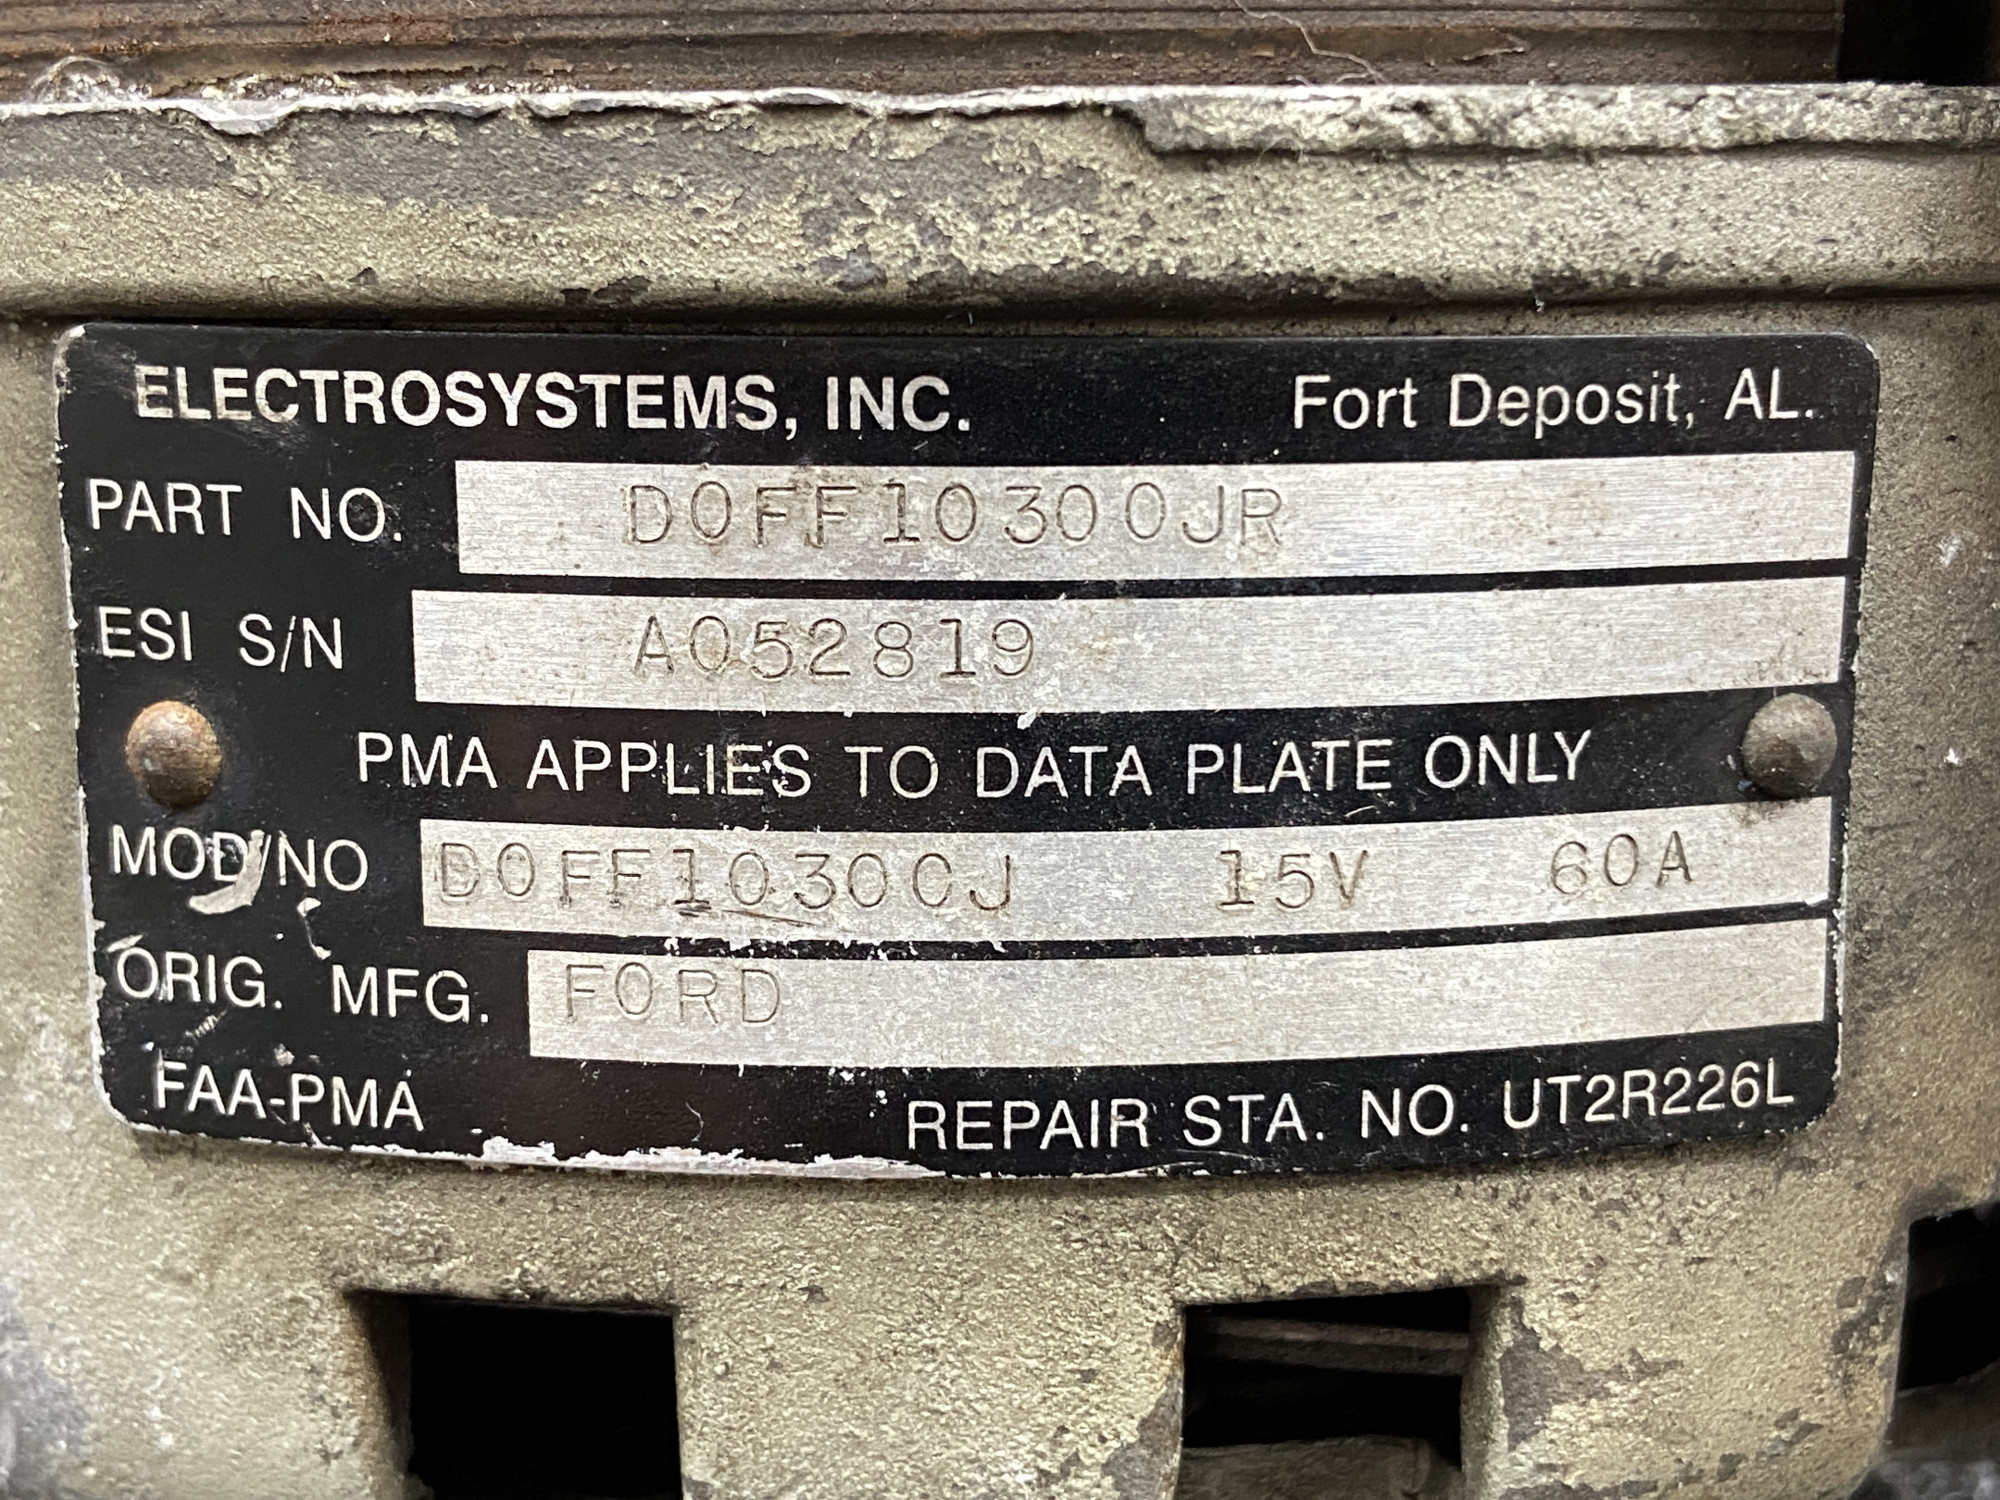 ELECTROSYSTEMS, INC. Fort Deposit, AL.
PART NO. D0FF10300JR
ESI S/N A052819
PMA APPLIES TO DATA PLATE ONLY
MOD/NO D0FF10300J 15V 60A
ORIG. MFG. FORD
FAA-PMA REPAIR STA. NO. UT2R226L